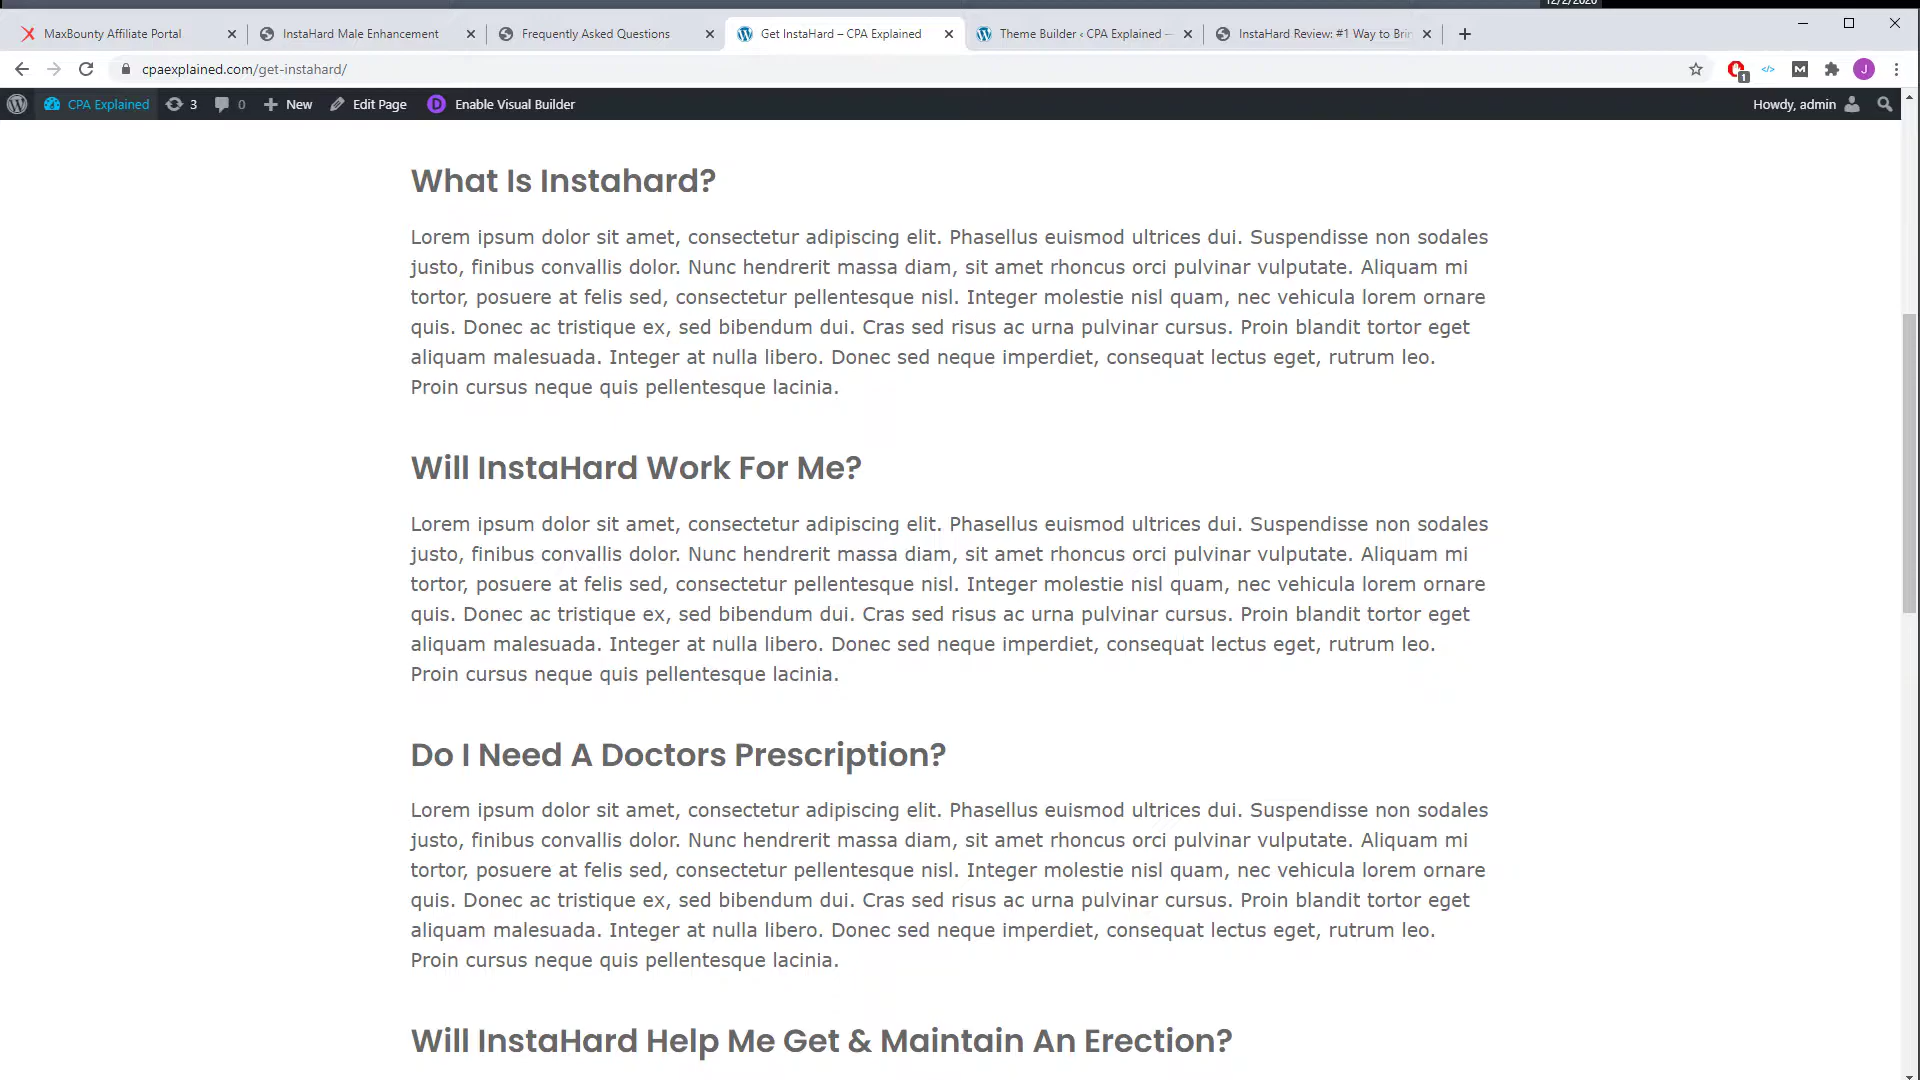 12/2/2020
MaxBounty Affiliate Portal
InstaHard Male Enhancement
Frequently Asked Questions
Get InstaHard – CPA Explained
Theme Builder ‹ CPA Explained —
InstaHard Review: #1 Way to Brin
cpaexplained.com/get-instahard/
1
M
J
CPA Explained
3
0
New
Edit Page
D
Enable Visual Builder
Howdy, admin
What Is Instahard?
Lorem ipsum dolor sit amet, consectetur adipiscing elit. Phasellus euismod ultrices dui. Suspendisse non sodales
justo, finibus convallis dolor. Nunc hendrerit massa diam, sit amet rhoncus orci pulvinar vulputate. Aliquam mi
tortor, posuere at felis sed, consectetur pellentesque nisl. Integer molestie nisl quam, nec vehicula lorem ornare
quis. Donec ac tristique ex, sed bibendum dui. Cras sed risus ac urna pulvinar cursus. Proin blandit tortor eget
aliquam malesuada. Integer at nulla libero. Donec sed neque imperdiet, consequat lectus eget, rutrum leo.
Proin cursus neque quis pellentesque lacinia.
Will InstaHard Work For Me?
Lorem ipsum dolor sit amet, consectetur adipiscing elit. Phasellus euismod ultrices dui. Suspendisse non sodales
justo, finibus convallis dolor. Nunc hendrerit massa diam, sit amet rhoncus orci pulvinar vulputate. Aliquam mi
tortor, posuere at felis sed, consectetur pellentesque nisl. Integer molestie nisl quam, nec vehicula lorem ornare
quis. Donec ac tristique ex, sed bibendum dui. Cras sed risus ac urna pulvinar cursus. Proin blandit tortor eget
aliquam malesuada. Integer at nulla libero. Donec sed neque imperdiet, consequat lectus eget, rutrum leo.
Proin cursus neque quis pellentesque lacinia.
Do I Need A Doctors Prescription?
Lorem ipsum dolor sit amet, consectetur adipiscing elit. Phasellus euismod ultrices dui. Suspendisse non sodales
justo, finibus convallis dolor. Nunc hendrerit massa diam, sit amet rhoncus orci pulvinar vulputate. Aliquam mi
tortor, posuere at felis sed, consectetur pellentesque nisl. Integer molestie nisl quam, nec vehicula lorem ornare
quis. Donec ac tristique ex, sed bibendum dui. Cras sed risus ac urna pulvinar cursus. Proin blandit tortor eget
aliquam malesuada. Integer at nulla libero. Donec sed neque imperdiet, consequat lectus eget, rutrum leo.
Proin cursus neque quis pellentesque lacinia.
Will InstaHard Help Me Get & Maintain An Erection?